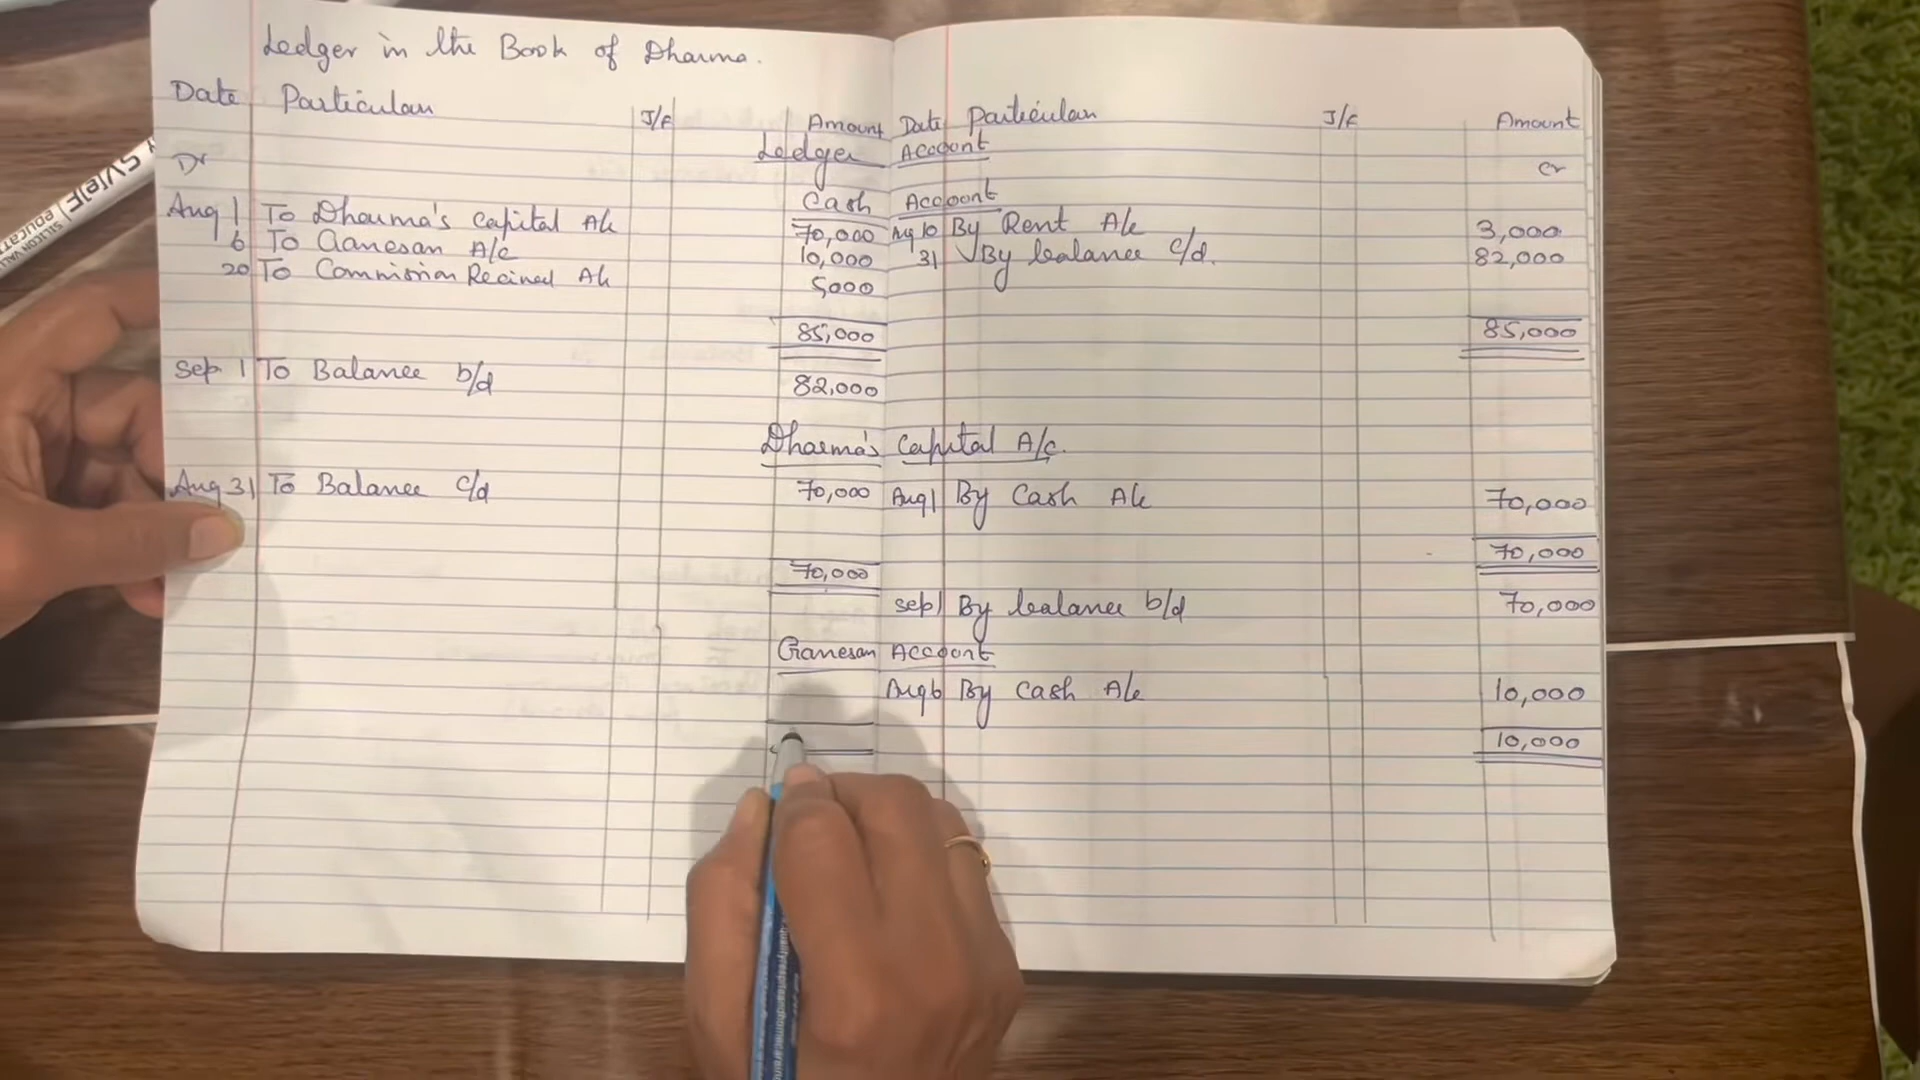 Ledger in the Book of Dharma.
Date Particulars J/F Amount Date Particulars J/F Amount
Ledger Account
Dr Cr
Cash Account
Aug 1 To Dharma's Capital A/c 70,000 Aug 10 By Rent A/c 3,000
6 To Ganesan A/c 10,000 31 By balance c/d. 82,000
20 To Commision Recived A/c 5000
85,000 85,000
Sep 1 To Balance b/d 82,000
Dharma's Capital A/c.
Aug 31 To Balance c/d 70,000 Aug 1 By Cash A/c 70,000
70,000 70,000
Sep 1 By balance b/d 70,000
Ganesan Account
Aug 6 By Cash A/c 10,000
10,000